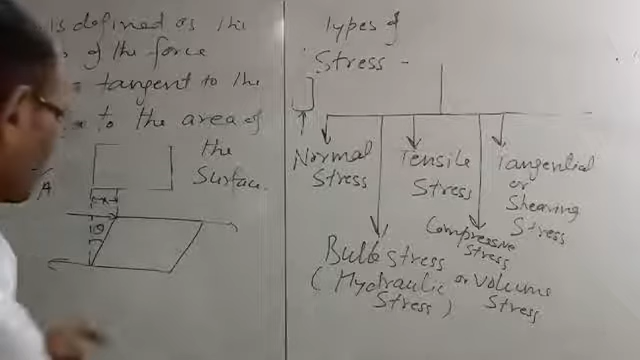 is defined as the
of the force
tangent to the
to the area of
the
Surface.
A
x
θ
Types of
Stress -
Normal
Stress
Tensile
Stress
Tangential
or
Shearing
Stress
Compressive
Stress
Bulk Stress or Volume
(Hydraulic Stress
Stress)